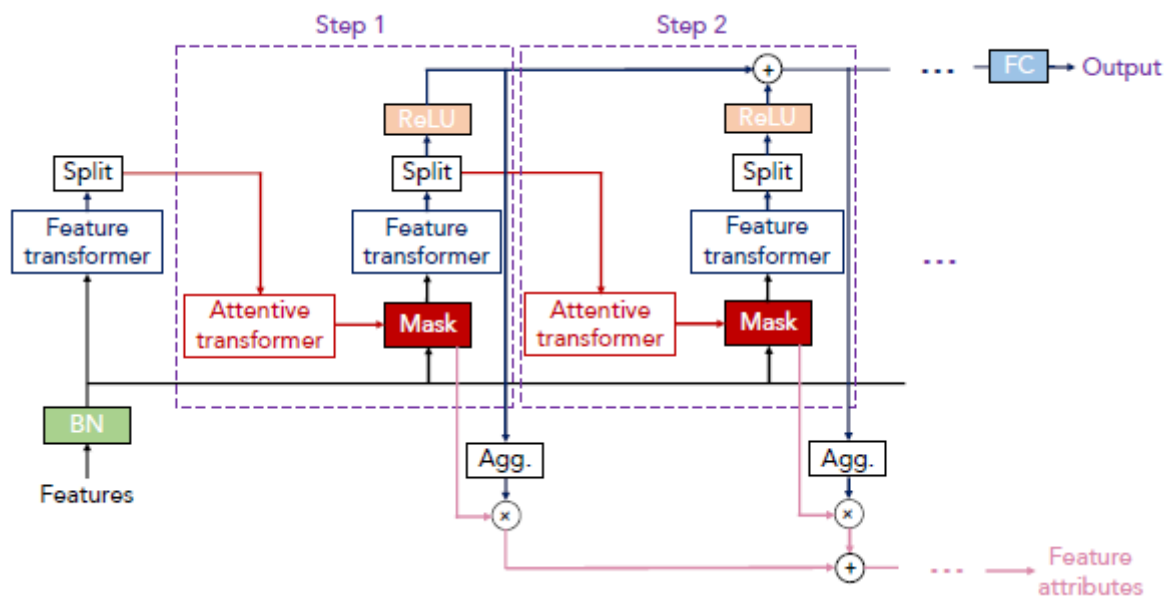 Step 1
Step 2
FC
Output
ReLU
ReLU
Split
Split
Split
Feature
transformer
Feature
transformer
Feature
transformer
...
...
Attentive
transformer
Mask
Attentive
transformer
Mask
BN
Features
Agg.
Agg.
×
×
+
+
...
Feature
attributes